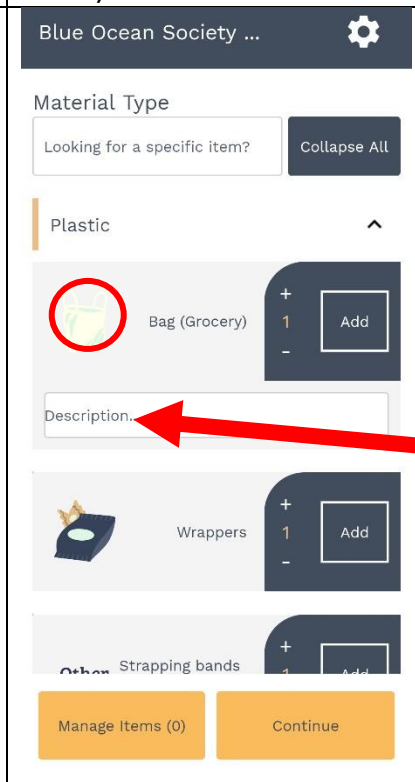 Blue Ocean Society ...
Material Type
Looking for a specific item?
Collapse All
Plastic
Bag (Grocery)
+
1
-
Add
Description...
Wrappers
+
1
-
Add
Other
Strapping bands
+
1
Add
Manage Items (0)
Continue